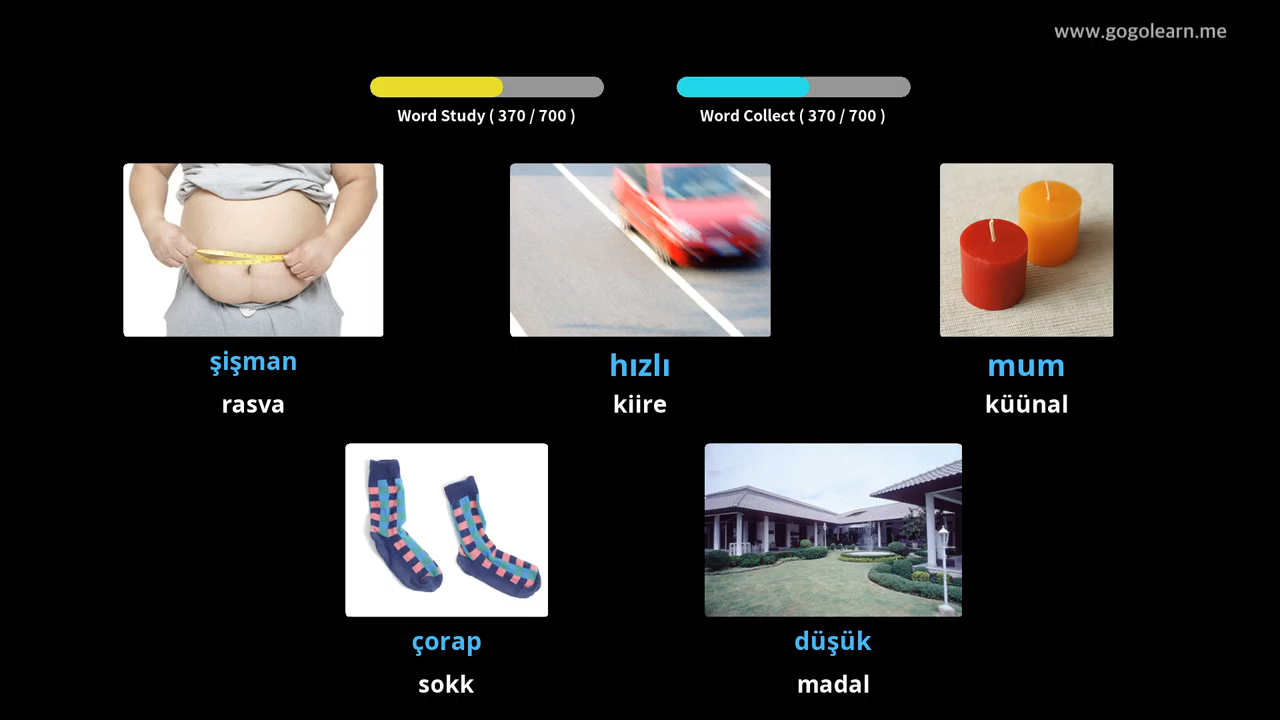 www.gogolearn.me
Word Study ( 370 / 700 )
Word Collect ( 370 / 700 )
şişman
rasva
hızlı
kiire
mum
küünal
çorap
sokk
düşük
madal